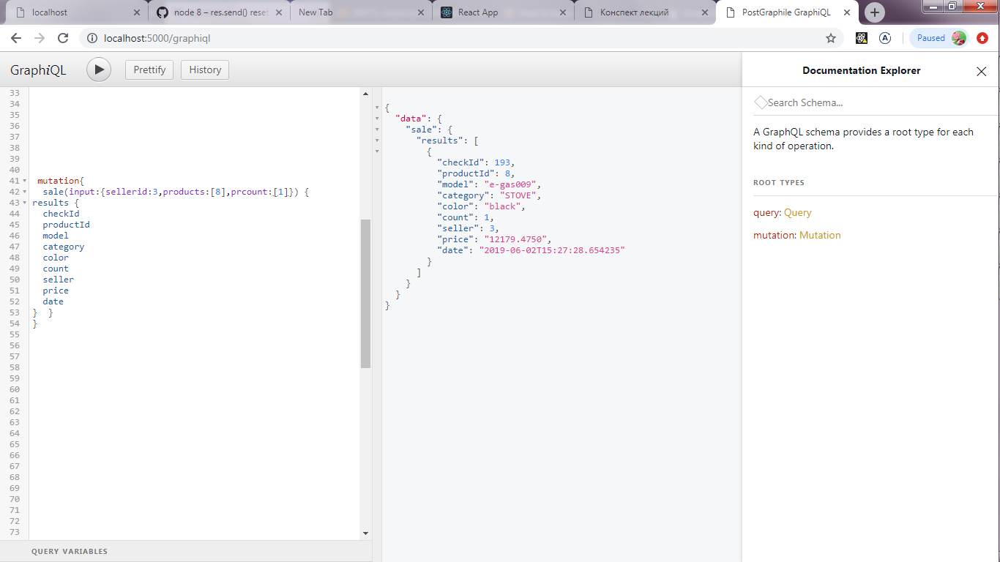 localhost
node 8 – res.send() reset
New Tab
React App
Конспект лекций
PostGraphile GraphiQL
localhost:5000/graphiql
Paused
GraphiQL
Prettify
History
33
34
35
36
37
38
39
40
41 mutation{
42 sale(input:{sellerid:3,products:[8],prcount:[1]}) {
43 results {
44 checkId
45 productId
46 model
47 category
48 color
49 count
50 seller
51 price
52 date
53 } }
54 }
55
56
57
58
59
60
61
62
63
64
65
66
67
68
69
70
71
72
73
QUERY VARIABLES
{
"data": {
"sale": {
"results": [
{
"checkId": 193,
"productId": 8,
"model": "e-gas009",
"category": "STOVE",
"color": "black",
"count": 1,
"seller": 3,
"price": "12179.4750",
"date": "2019-06-02T15:27:28.654235"
}
]
}
}
}
Documentation Explorer
Search Schema...
A GraphQL schema provides a root type for each
kind of operation.
ROOT TYPES
query: Query
mutation: Mutation